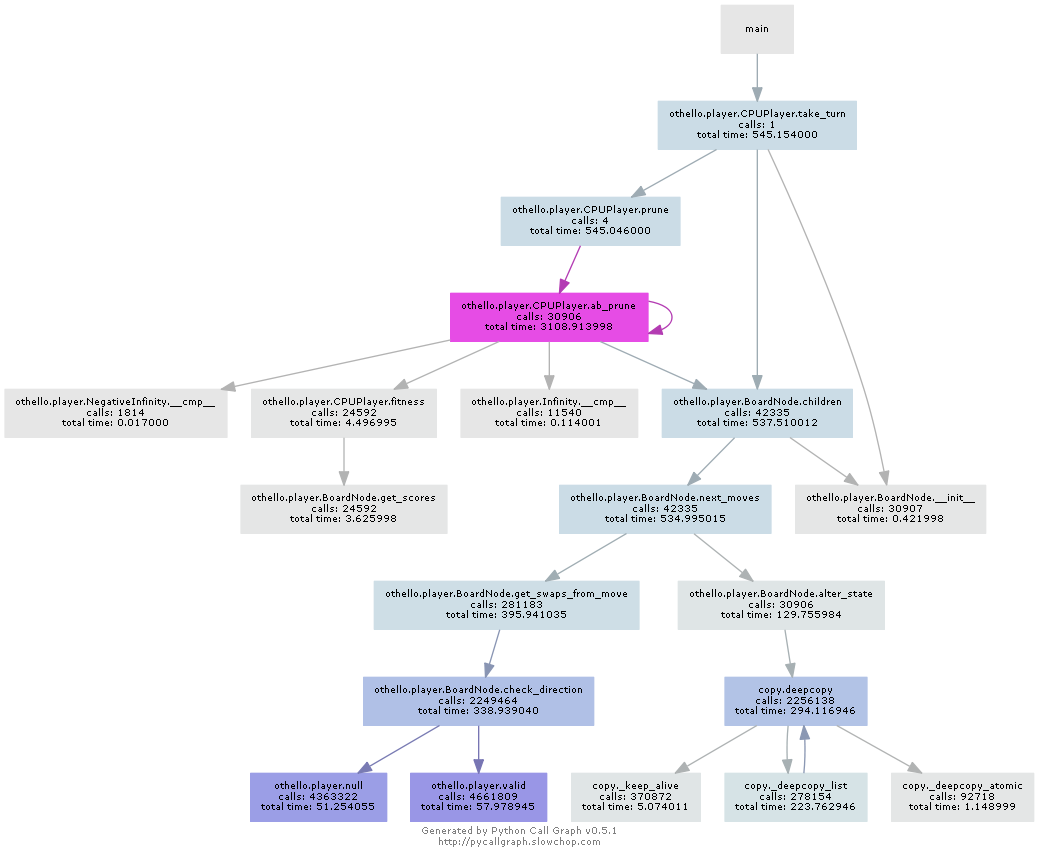 main
othello.player.CPUPlayer.take_turn
calls: 1
total time: 545.154000
othello.player.CPUPlayer.prune
calls: 4
total time: 545.046000
othello.player.CPUPlayer.ab_prune
calls: 30906
total time: 3108.913998
othello.player.NegativeInfinity.__cmp__
calls: 1814
total time: 0.017000
othello.player.CPUPlayer.fitness
calls: 24592
total time: 4.496995
othello.player.Infinity.__cmp__
calls: 11540
total time: 0.114001
othello.player.BoardNode.children
calls: 42335
total time: 537.510012
othello.player.BoardNode.get_scores
calls: 24592
total time: 3.625998
othello.player.BoardNode.next_moves
calls: 42335
total time: 534.995015
othello.player.BoardNode.__init__
calls: 30907
total time: 0.421998
othello.player.BoardNode.get_swaps_from_move
calls: 281183
total time: 395.941035
othello.player.BoardNode.alter_state
calls: 30906
total time: 129.755984
othello.player.BoardNode.check_direction
calls: 2249464
total time: 338.939040
copy.deepcopy
calls: 2256138
total time: 294.116946
othello.player.null
calls: 4363322
total time: 51.254055
othello.player.valid
calls: 4661809
total time: 57.978945
copy._keep_alive
calls: 370872
total time: 5.074011
copy._deepcopy_list
calls: 278154
total time: 223.762946
copy._deepcopy_atomic
calls: 92718
total time: 1.148999
Generated by Python Call Graph v0.5.1
http://pycallgraph.slowchop.com